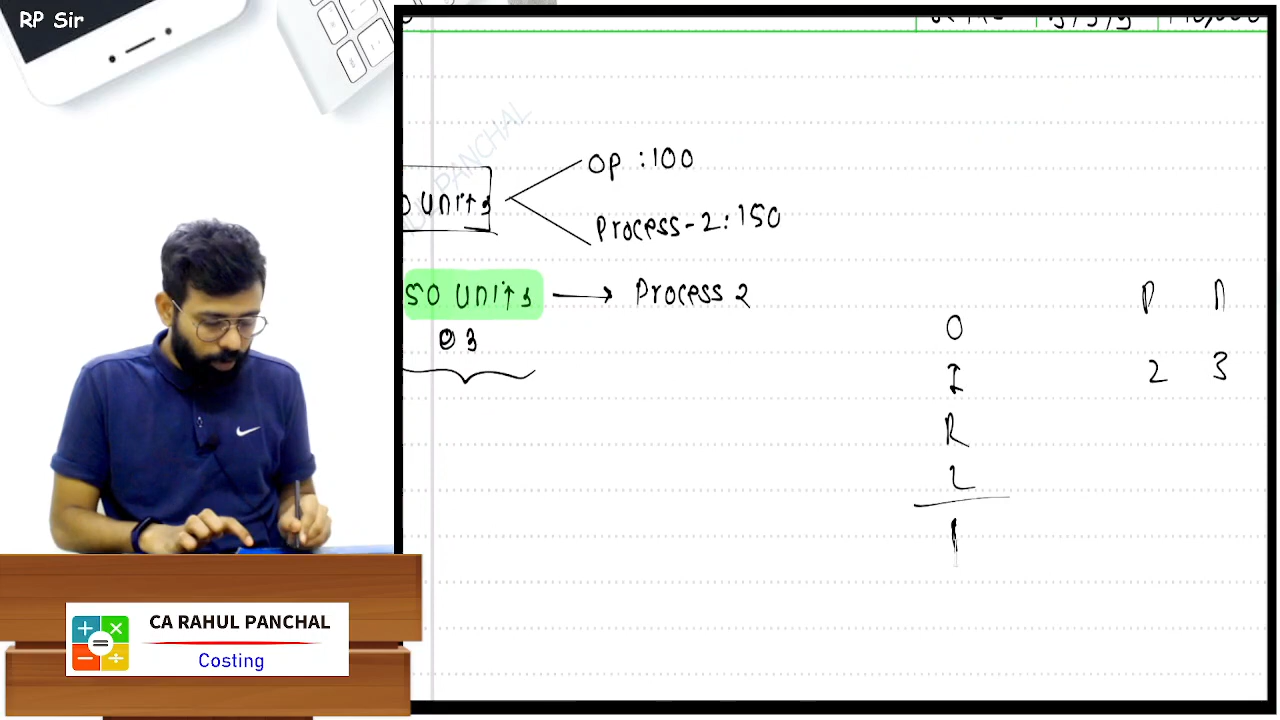 RP Sir
PANCHAL
OP : 100
Units
Process-2 : 150
50 Units → Process 2
@ 3
P n
O
I 2 3
R
L
CA RAHUL PANCHAL
Costing